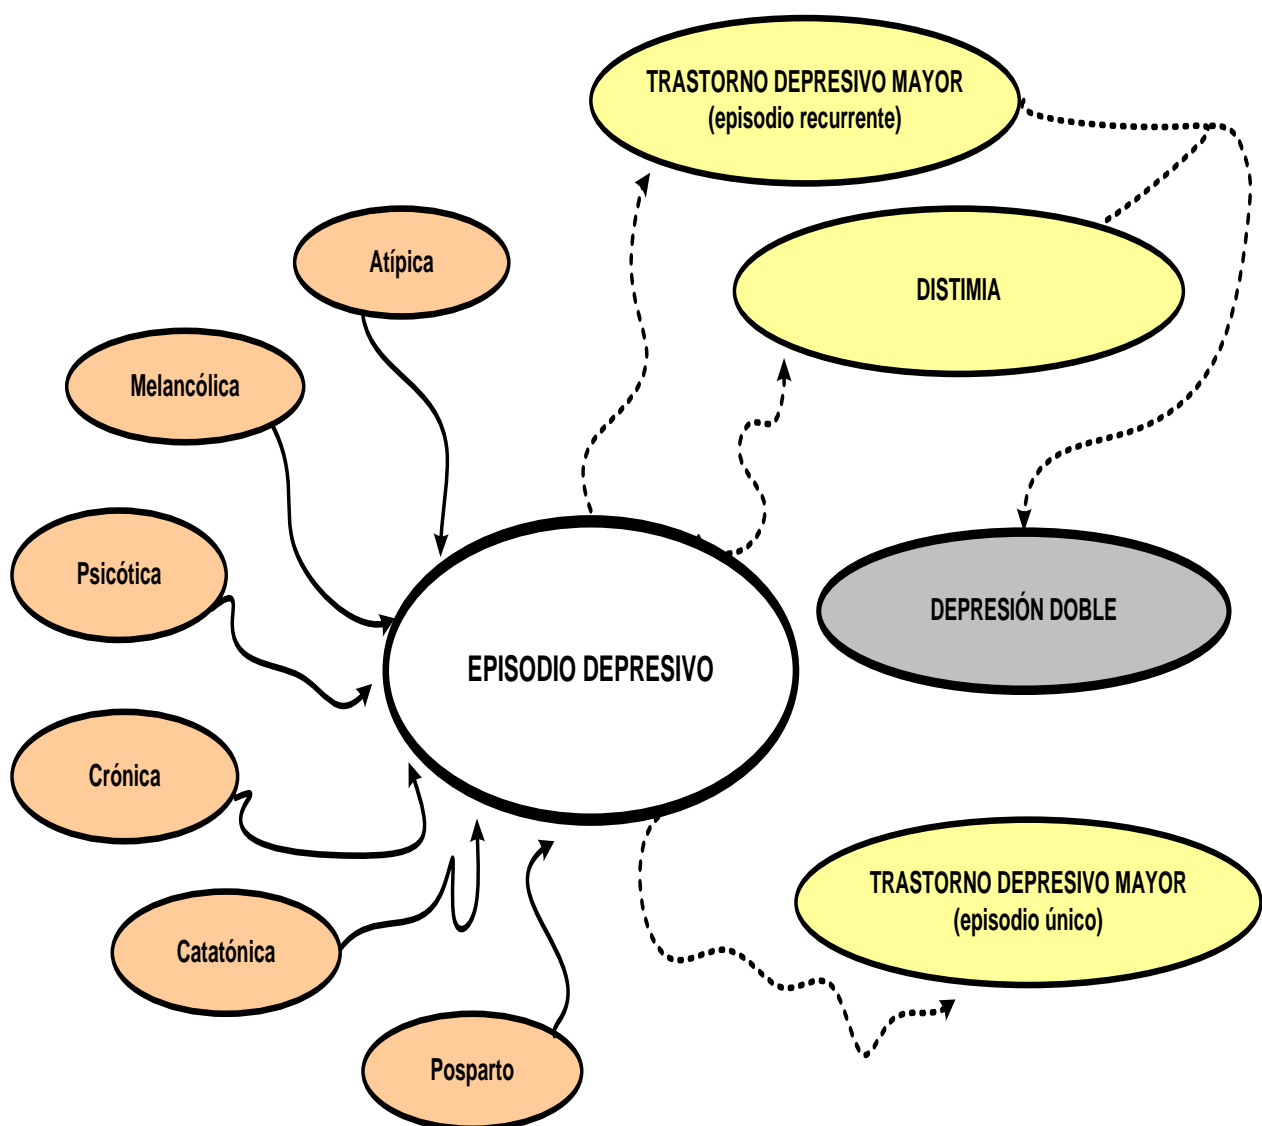 TRASTORNO DEPRESIVO MAYOR
(episodio recurrente)
Atípica
DISTIMIA
Melancólica
Psicótica
DEPRESIÓN DOBLE
EPISODIO DEPRESIVO
Crónica
TRASTORNO DEPRESIVO MAYOR
(episodio único)
Catatónica
Posparto